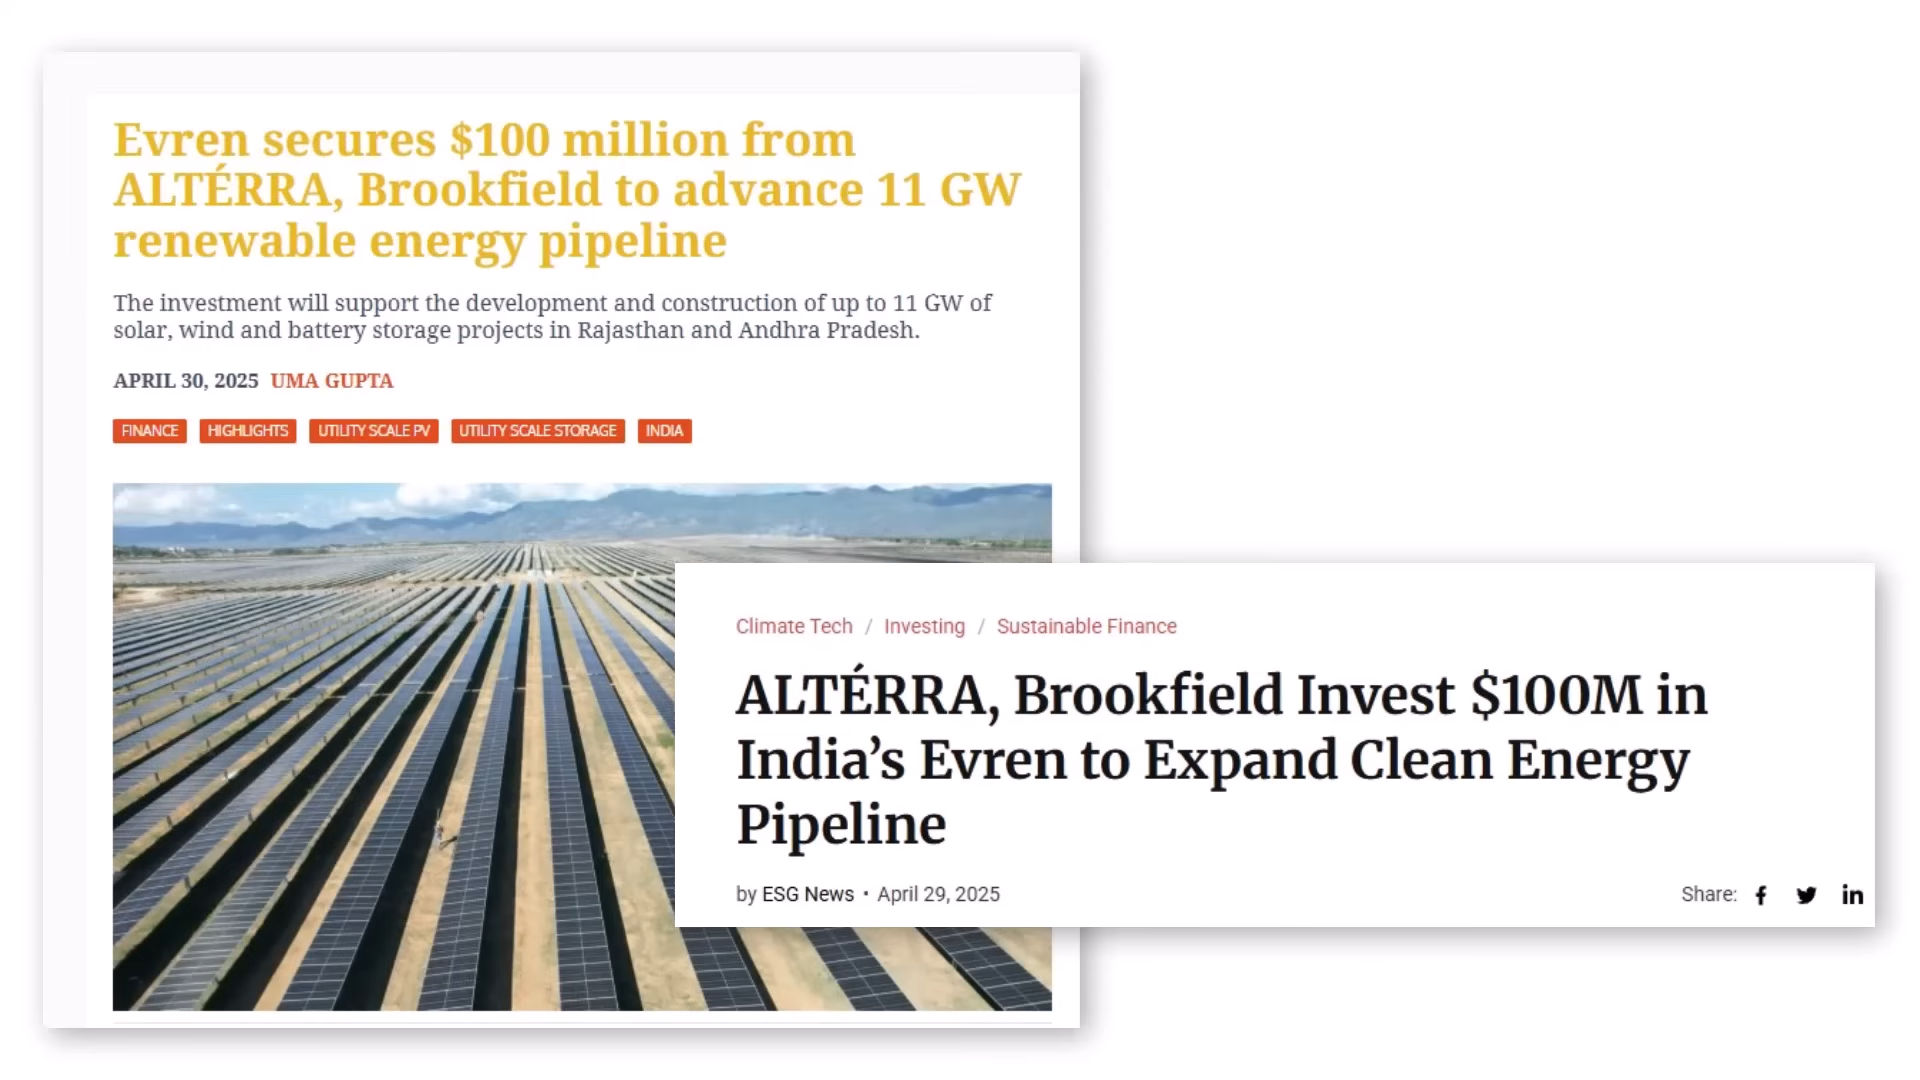 Evren secures $100 million from
ALTÉRRA, Brookfield to advance 11 GW
renewable energy pipeline
The investment will support the development and construction of up to 11 GW of
solar, wind and battery storage projects in Rajasthan and Andhra Pradesh.
APRIL 30, 2025 UMA GUPTA
FINANCE HIGHLIGHTS UTILITY SCALE PV UTILITY SCALE STORAGE INDIA
Climate Tech / Investing / Sustainable Finance
ALTÉRRA, Brookfield Invest $100M in
India’s Evren to Expand Clean Energy
Pipeline
by ESG News • April 29, 2025
Share: